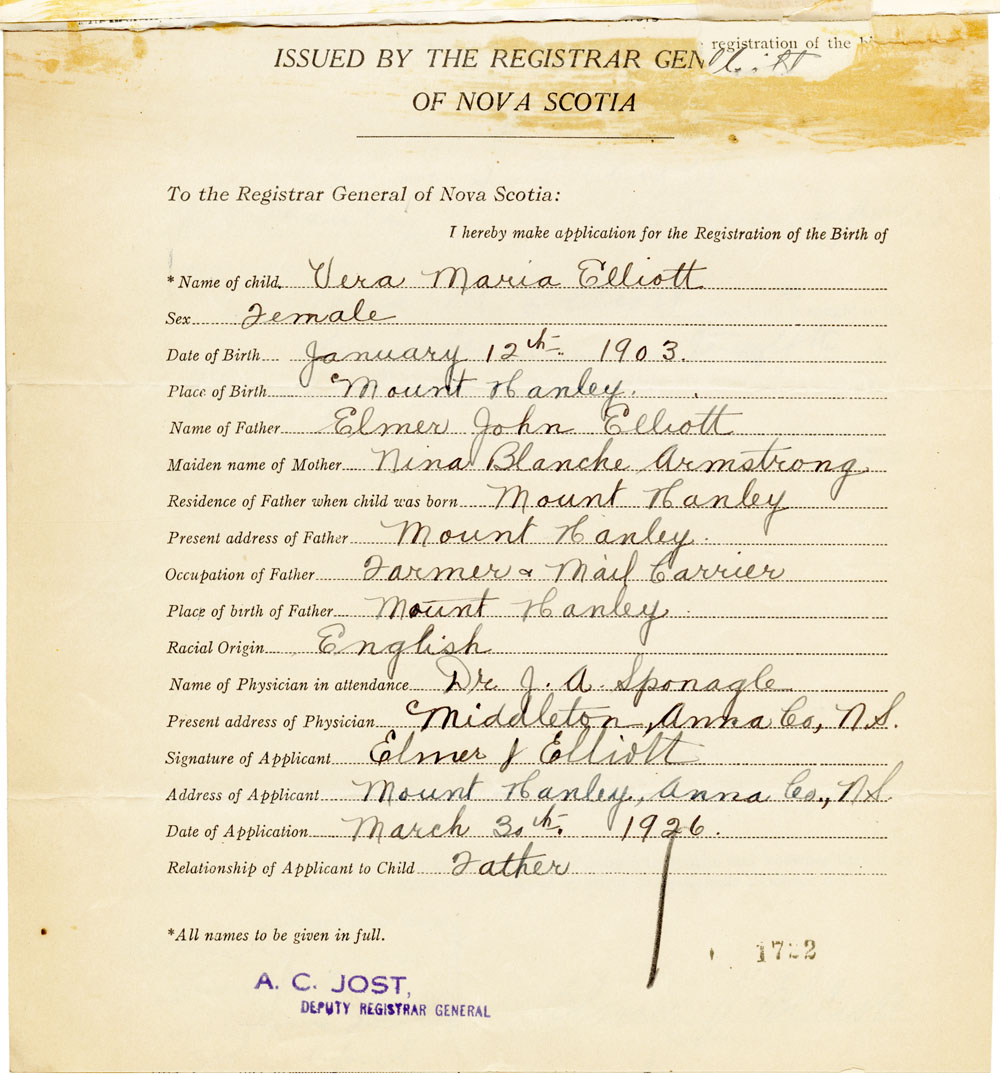 registration of the
ISSUED BY THE REGISTRAR GEN
OF NOVA SCOTIA
To the Registrar General of Nova Scotia:
I hereby make application for the Registration of the Birth of
*Name of child Vera Maria Elliott
Sex Female
Date of Birth January 12th 1903.
Place of Birth Mount Hanley.
Name of Father Elmer John Elliott
Maiden name of Mother Nina Blanche Armstrong
Residence of Father when child was born Mount Hanley
Present address of Father Mount Hanley.
Occupation of Father Farmer & Mail Carrier
Place of birth of Father Mount Hanley
Racial Origin English
Name of Physician in attendance Dr J. A. Sponagle
Present address of Physician Middleton, Anna Co, N.S.
Signature of Applicant Elmer J Elliott
Address of Applicant Mount Hanley, Anna Co., N.S.
Date of Application March 30th. 1926.
Relationship of Applicant to Child Father
*All names to be given in full.
A. C. JOST,
DEPUTY REGISTRAR GENERAL